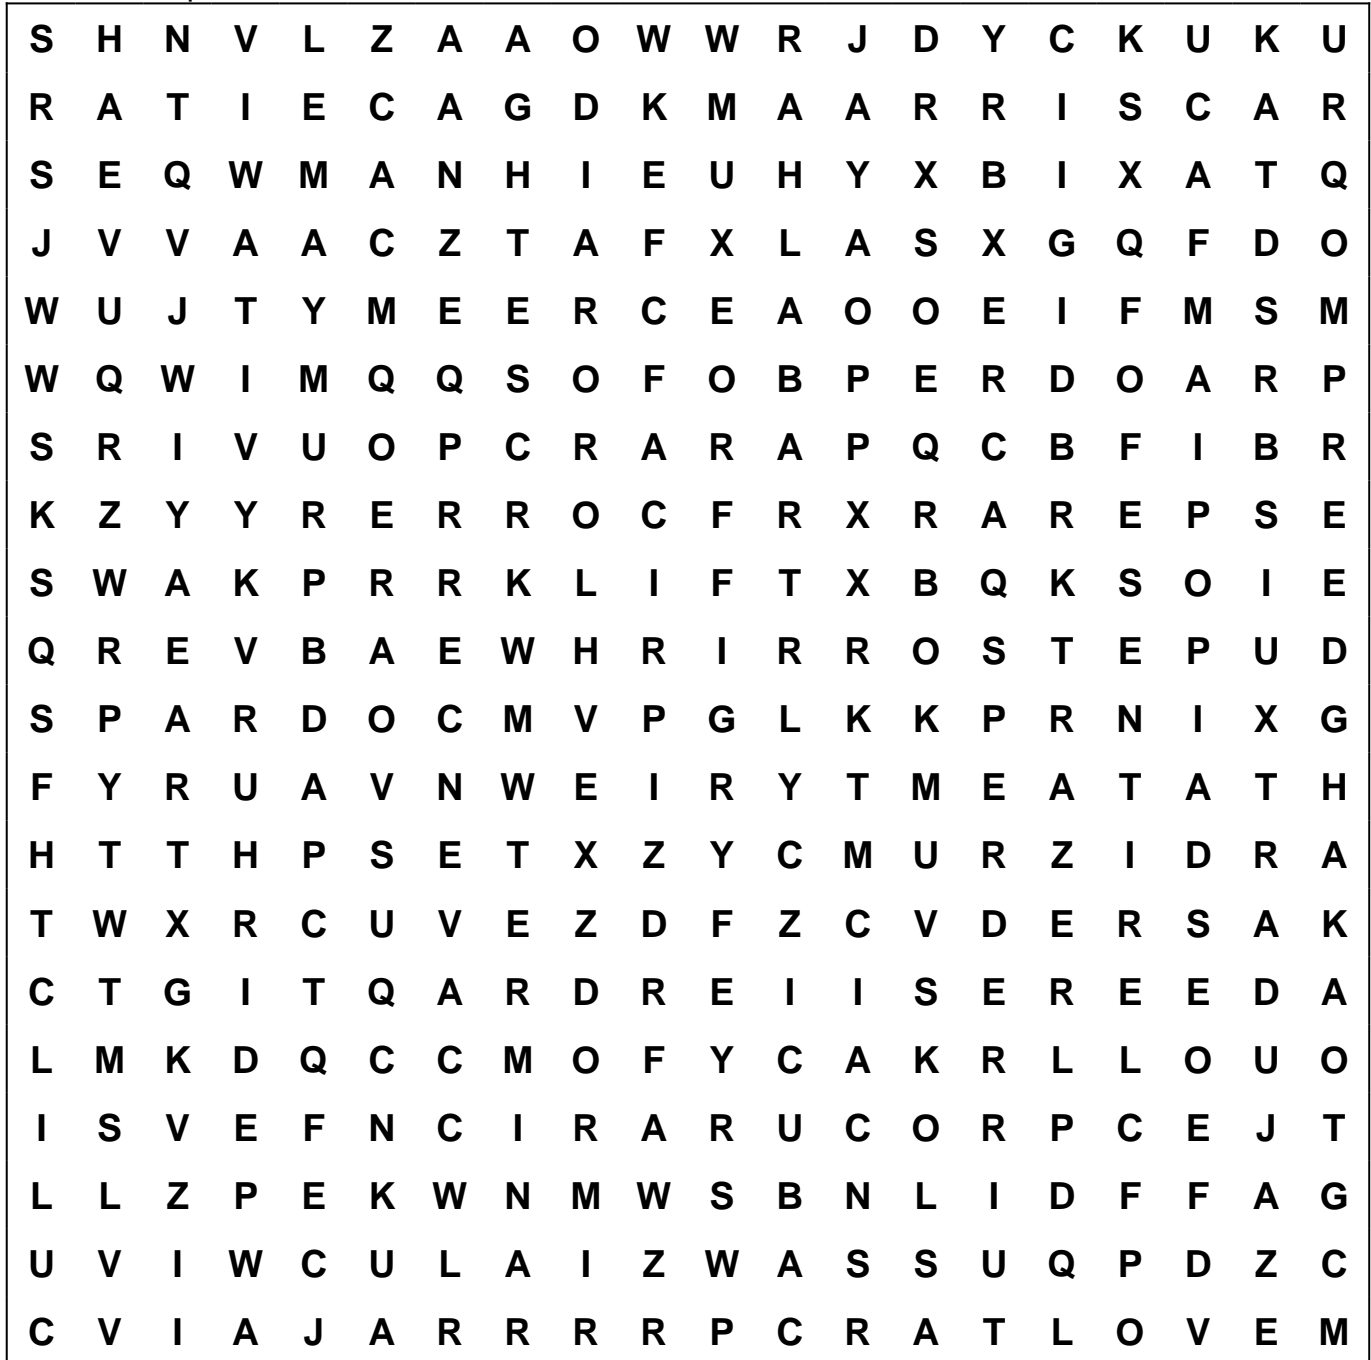 S H N V L Z A A O W W R J D Y C K U K U
R A T I E C A G D K M A A R R I S C A R
S E Q W M A N H I E U H Y X B I X A T Q
J V V A A C Z T A F X L A S X G Q F D O
W U J T Y M E E R C E A O O E I F M S M
W Q W I M Q Q S O F O B P E R D O A R P
S R I V U O P C R A R A P Q C B F I B R
K Z Y Y R E R R O C F R X R A R E P S E
S W A K P R R K L I F T X B Q K S O I E
Q R E V B A E W H R I R R O S T E P U D
S P A R D O C M V P G L K K P R N I X G
F Y R U A V N W E I R Y T M E A T A T H
H T T H P S E T X Z Y C M U R Z I D R A
T W X R C U V E Z D F Z C V D E R S A K
C T G I T Q A R D R E I I S E R E E D A
L M K D Q C C M O F Y C A K R L L O U O
I S V E F N C I R A R U C O R P C E J T
L L Z P E K W N M W S B N L I D F F A G
U V I W C U L A I Z W A S S U Q P D Z C
C V I A J A R R R R P C R A T L O V E M